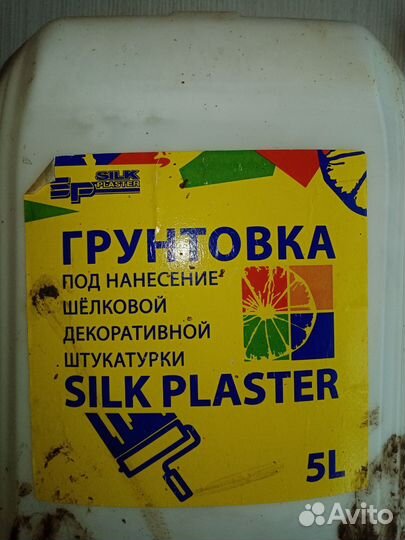 SILK
PLASTER
ГРУНТОВКА
ПОД НАНЕСЕНИЕ
ШЁЛКОВОЙ
ДЕКОРАТИВНОЙ
ШТУКАТУРКИ
SILK PLASTER
5L
Avito